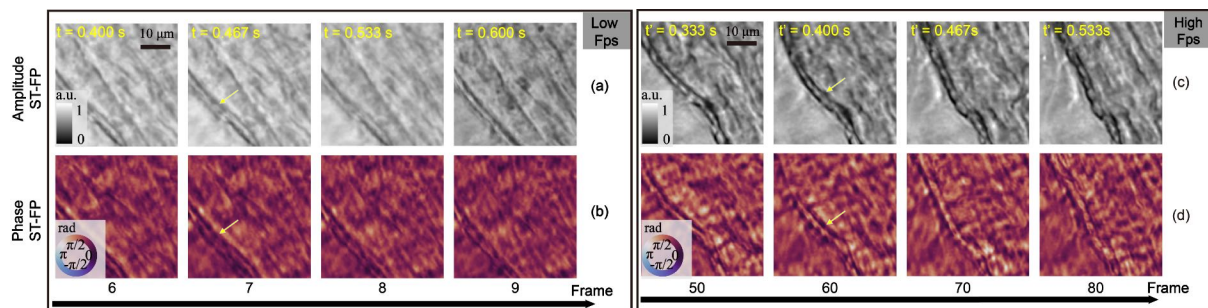 Amplitude
ST-FP
t = 0.400 s
10 μm
a.u.
1
0
t = 0.467 s
t = 0.533 s
t = 0.600 s
Low
Fps
(a)
Phase
ST-FP
rad
π/2
π 0
-π/2
(b)
6 7 8 9 Frame
t' = 0.333 s
10 μm
a.u.
1
0
t' = 0.400 s
t' = 0.467s
t' = 0.533s
High
Fps
(c)
rad
π/2
π 0
-π/2
(d)
50 60 70 80 Frame